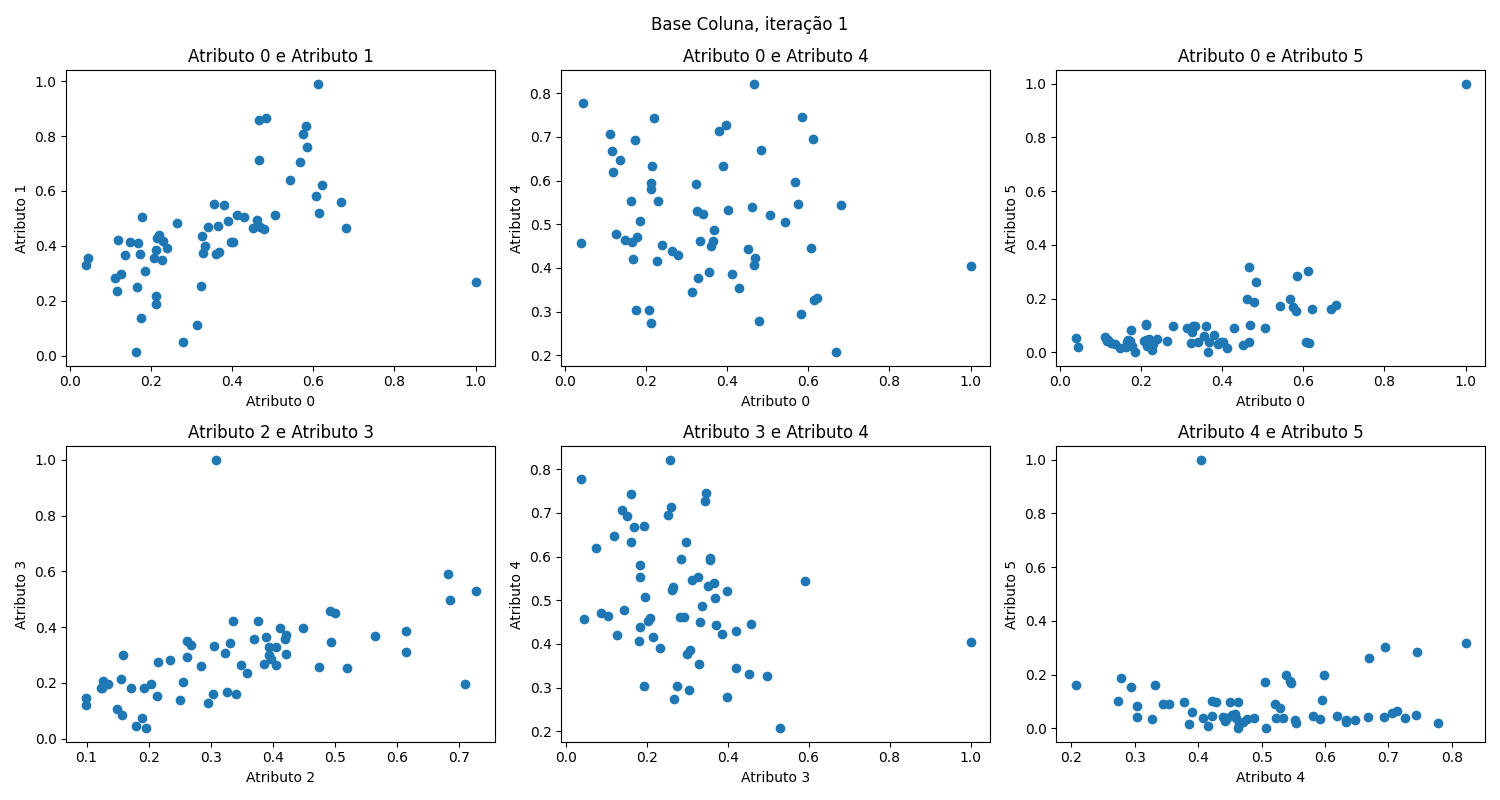 Base Coluna, iteração 1
Atributo 0 e Atributo 1
Atributo 1
1.0
0.8
0.6
0.4
0.2
0.0
0.0 0.2 0.4 0.6 0.8 1.0
Atributo 0
Atributo 0 e Atributo 4
Atributo 4
0.8
0.7
0.6
0.5
0.4
0.3
0.2
0.0 0.2 0.4 0.6 0.8 1.0
Atributo 0
Atributo 0 e Atributo 5
Atributo 5
1.0
0.8
0.6
0.4
0.2
0.0
0.0 0.2 0.4 0.6 0.8 1.0
Atributo 0
Atributo 2 e Atributo 3
Atributo 3
1.0
0.8
0.6
0.4
0.2
0.0
0.1 0.2 0.3 0.4 0.5 0.6 0.7
Atributo 2
Atributo 3 e Atributo 4
Atributo 4
0.8
0.7
0.6
0.5
0.4
0.3
0.2
0.0 0.2 0.4 0.6 0.8 1.0
Atributo 3
Atributo 4 e Atributo 5
Atributo 5
1.0
0.8
0.6
0.4
0.2
0.0
0.2 0.3 0.4 0.5 0.6 0.7 0.8
Atributo 4